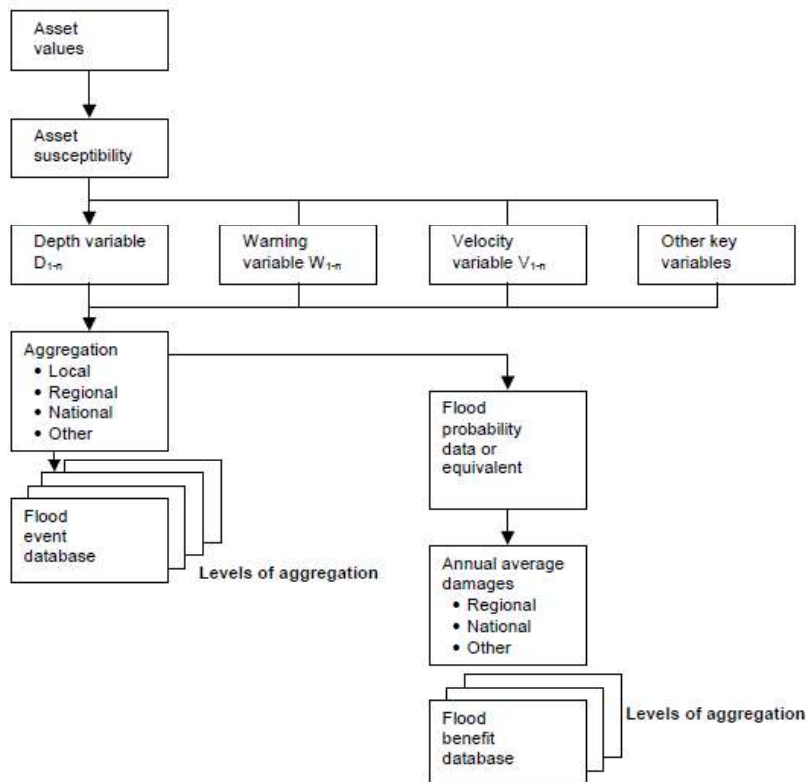 Asset
values
Asset
susceptibility
Depth variable
D₁₋ₙ
Warning
variable W₁₋ₙ
Velocity
variable V₁₋ₙ
Other key
variables
Aggregation
• Local
• Regional
• National
• Other
Flood
probability
data or
equivalent
Flood
event
database
Levels of aggregation
Annual average
damages
• Regional
• National
• Other
Flood
benefit
database
Levels of aggregation